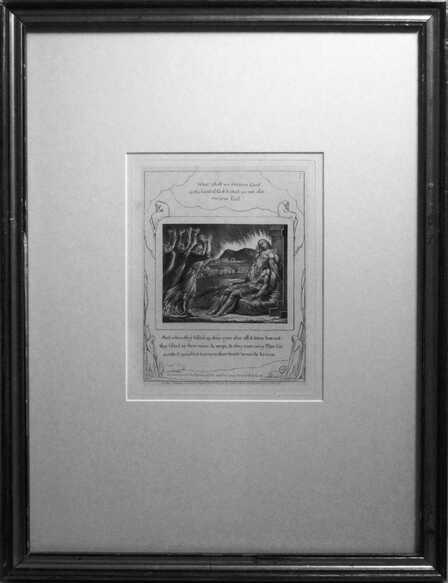 What! shall we recieve Good
at the hand of God & shall we not also
recieve Evil
And when they lifted up their eyes afar off & knew him not
they lifted up their voice & wept, & they rent every Man his
mantle & sprinkled dust upon their heads towards heaven